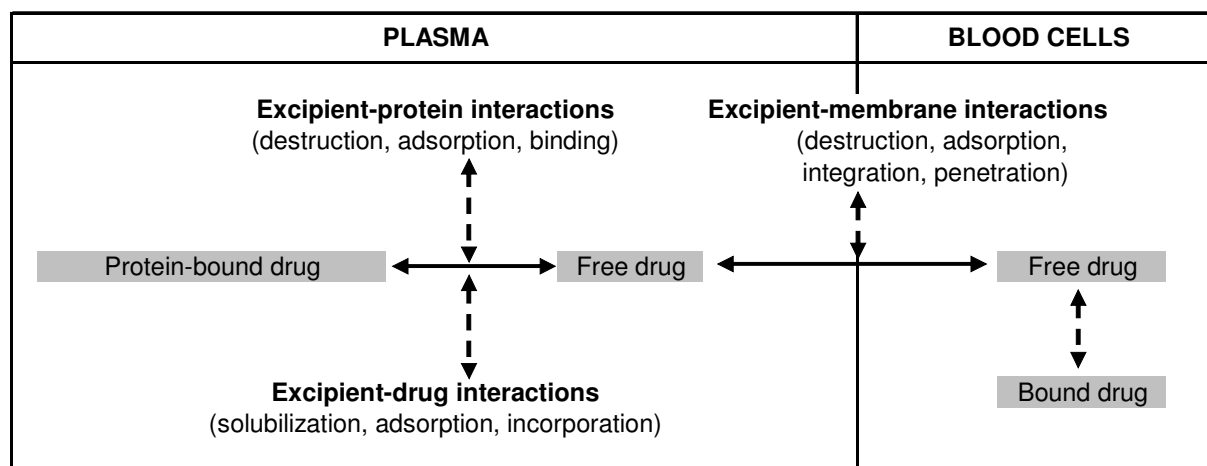 PLASMA
BLOOD CELLS
Excipient-protein interactions
(destruction, adsorption, binding)
Excipient-membrane interactions
(destruction, adsorption,
integration, penetration)
Protein-bound drug
Free drug
Free drug
Bound drug
Excipient-drug interactions
(solubilization, adsorption, incorporation)